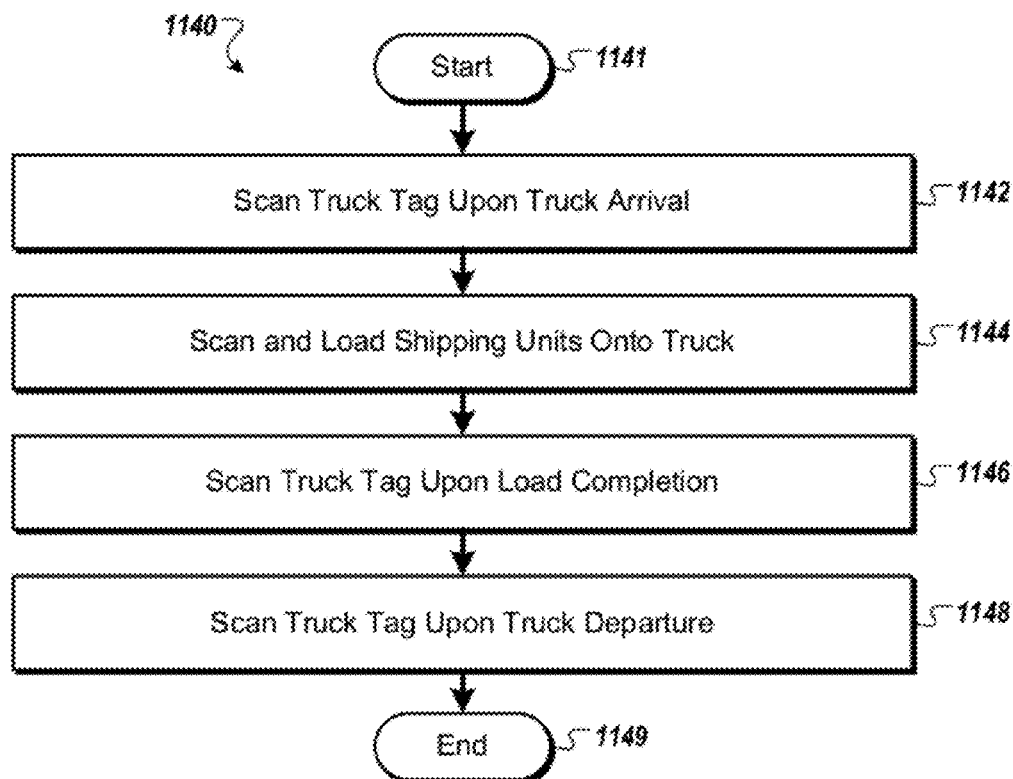 1140
Start
1141
Scan Truck Tag Upon Truck Arrival
1142
Scan and Load Shipping Units Onto Truck
1144
Scan Truck Tag Upon Load Completion
1146
Scan Truck Tag Upon Truck Departure
1148
End
1149